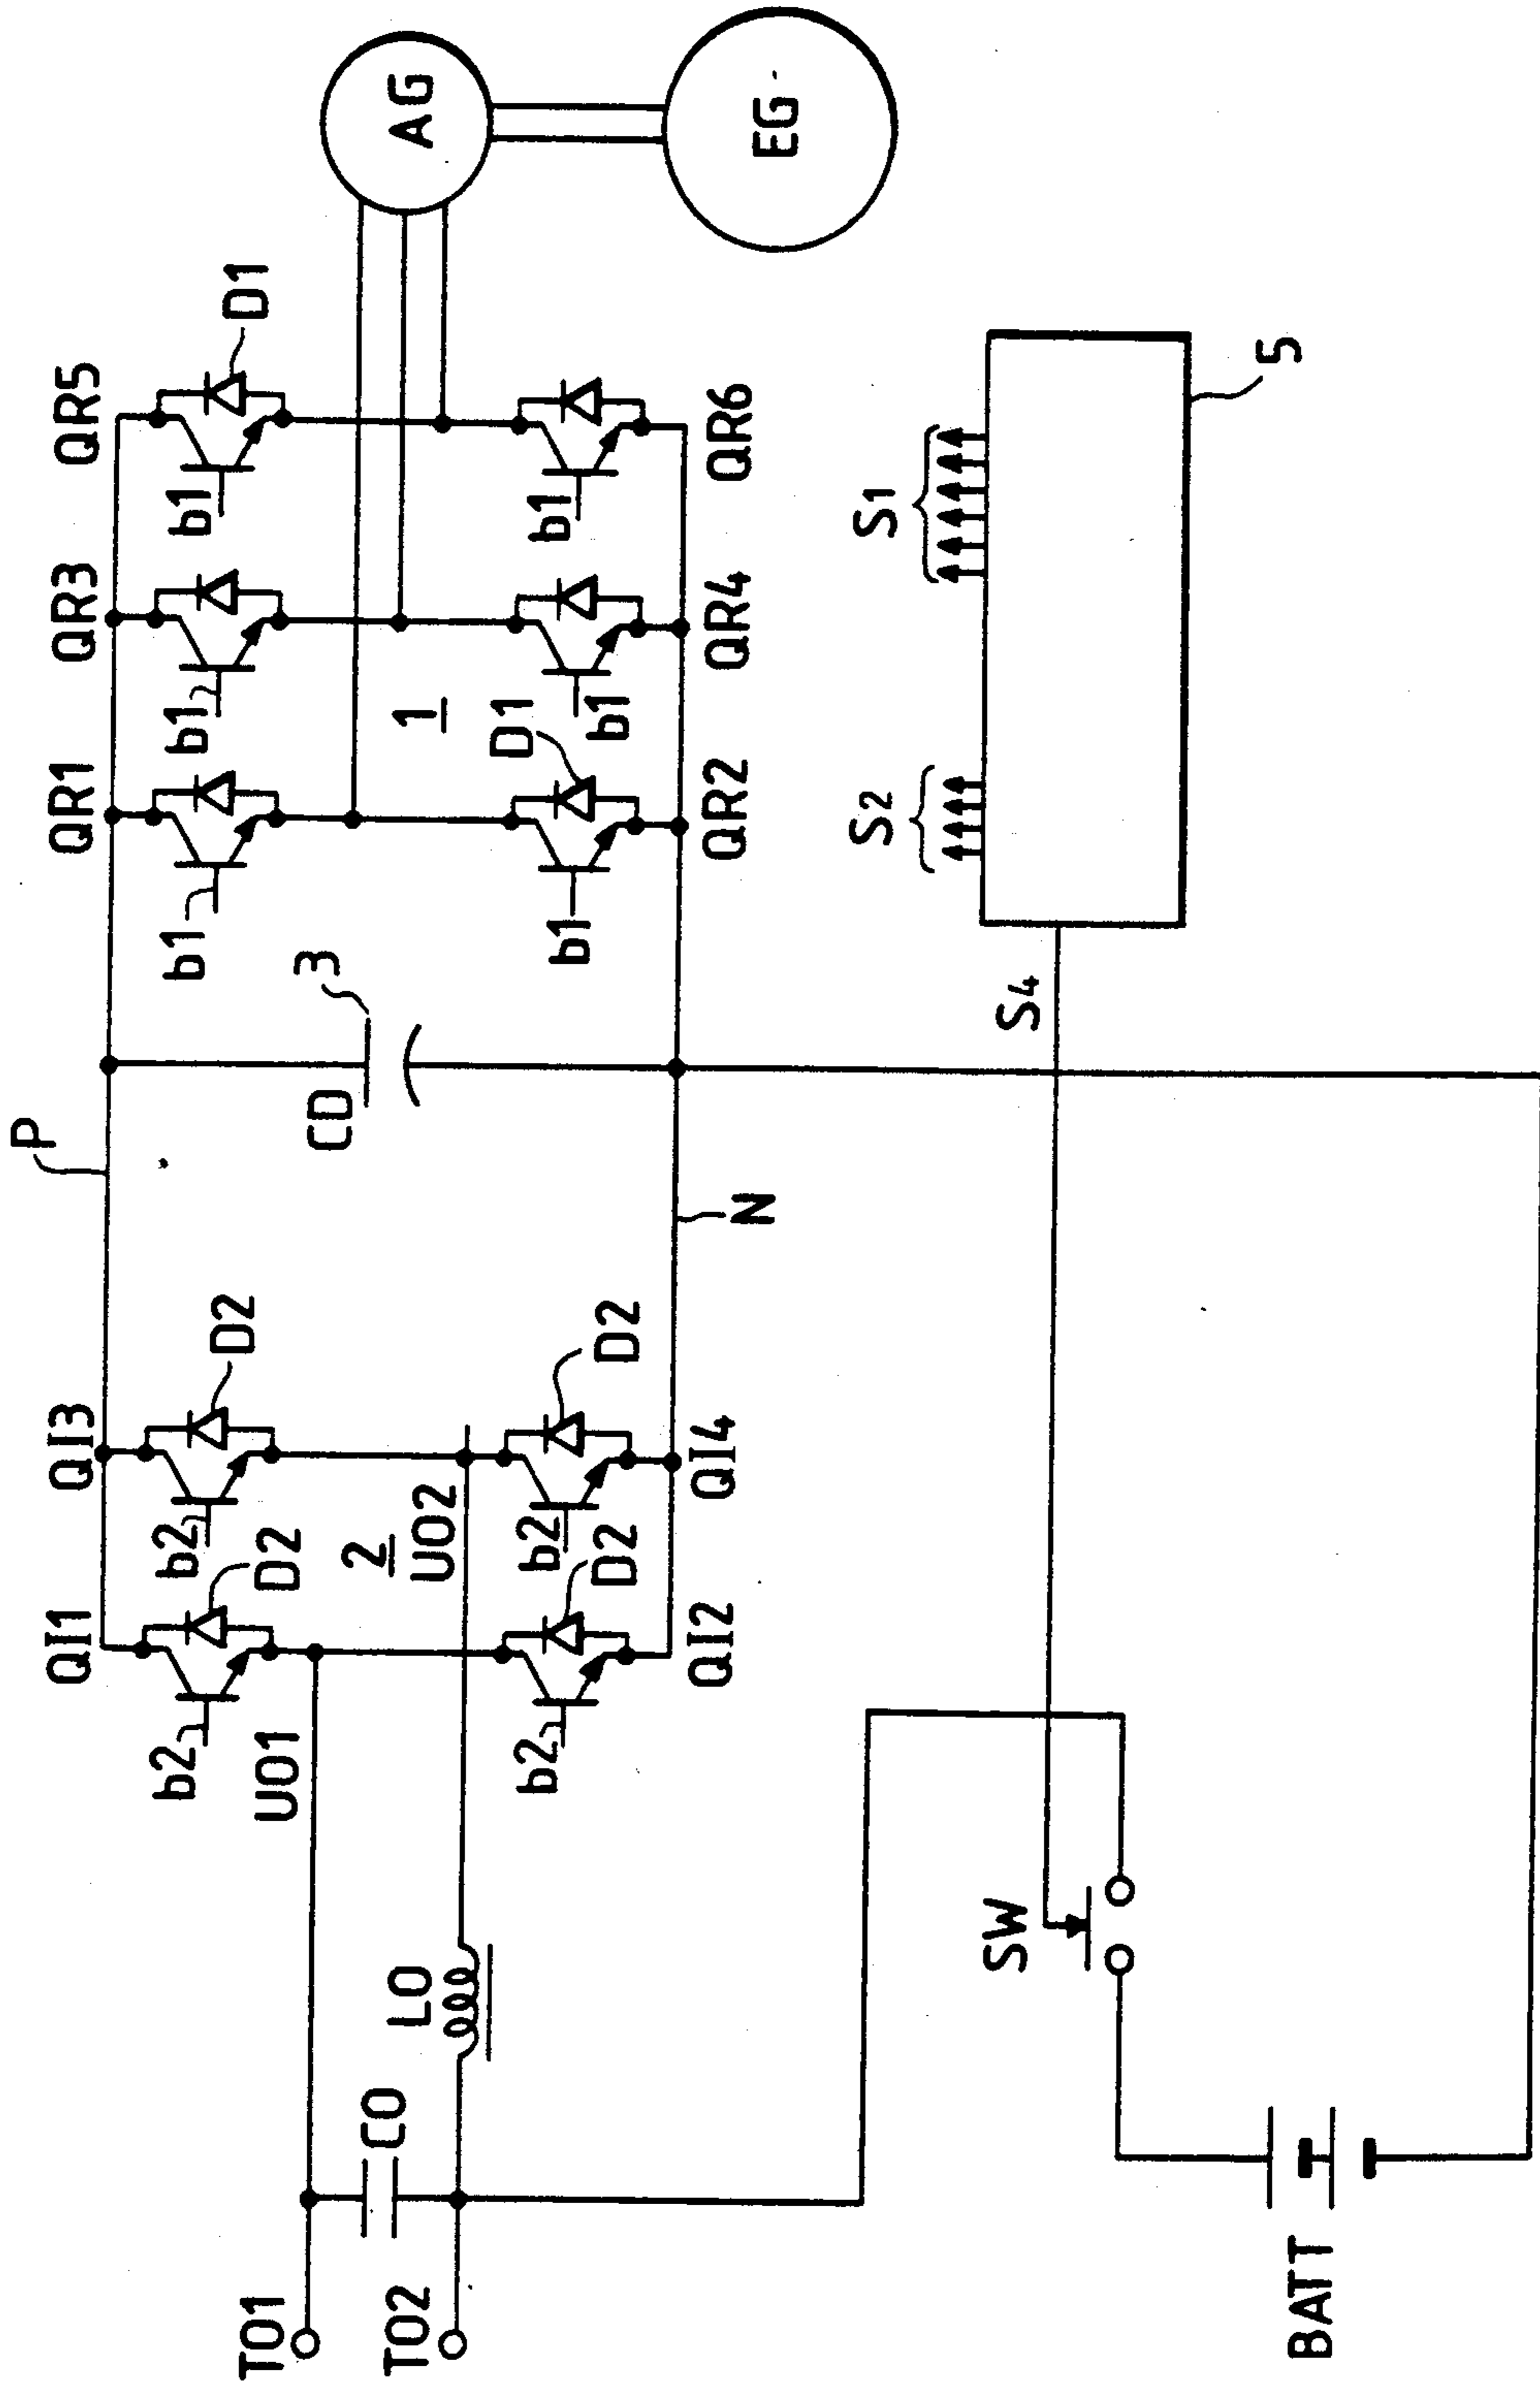 P
QI1 QI3 QR1 QR3 QR5
b2 b2 b1 b1 b1
D2 D1
TO1 UO1 D2
3
CD
2
CO LO
TO2 UO2 1 AG
D1
b2 b2 b1 b1 b1
D2 D2
QI2 QI4 QR2 QR4 QR6
N EG
S2 S1
SW S4
5
BATT